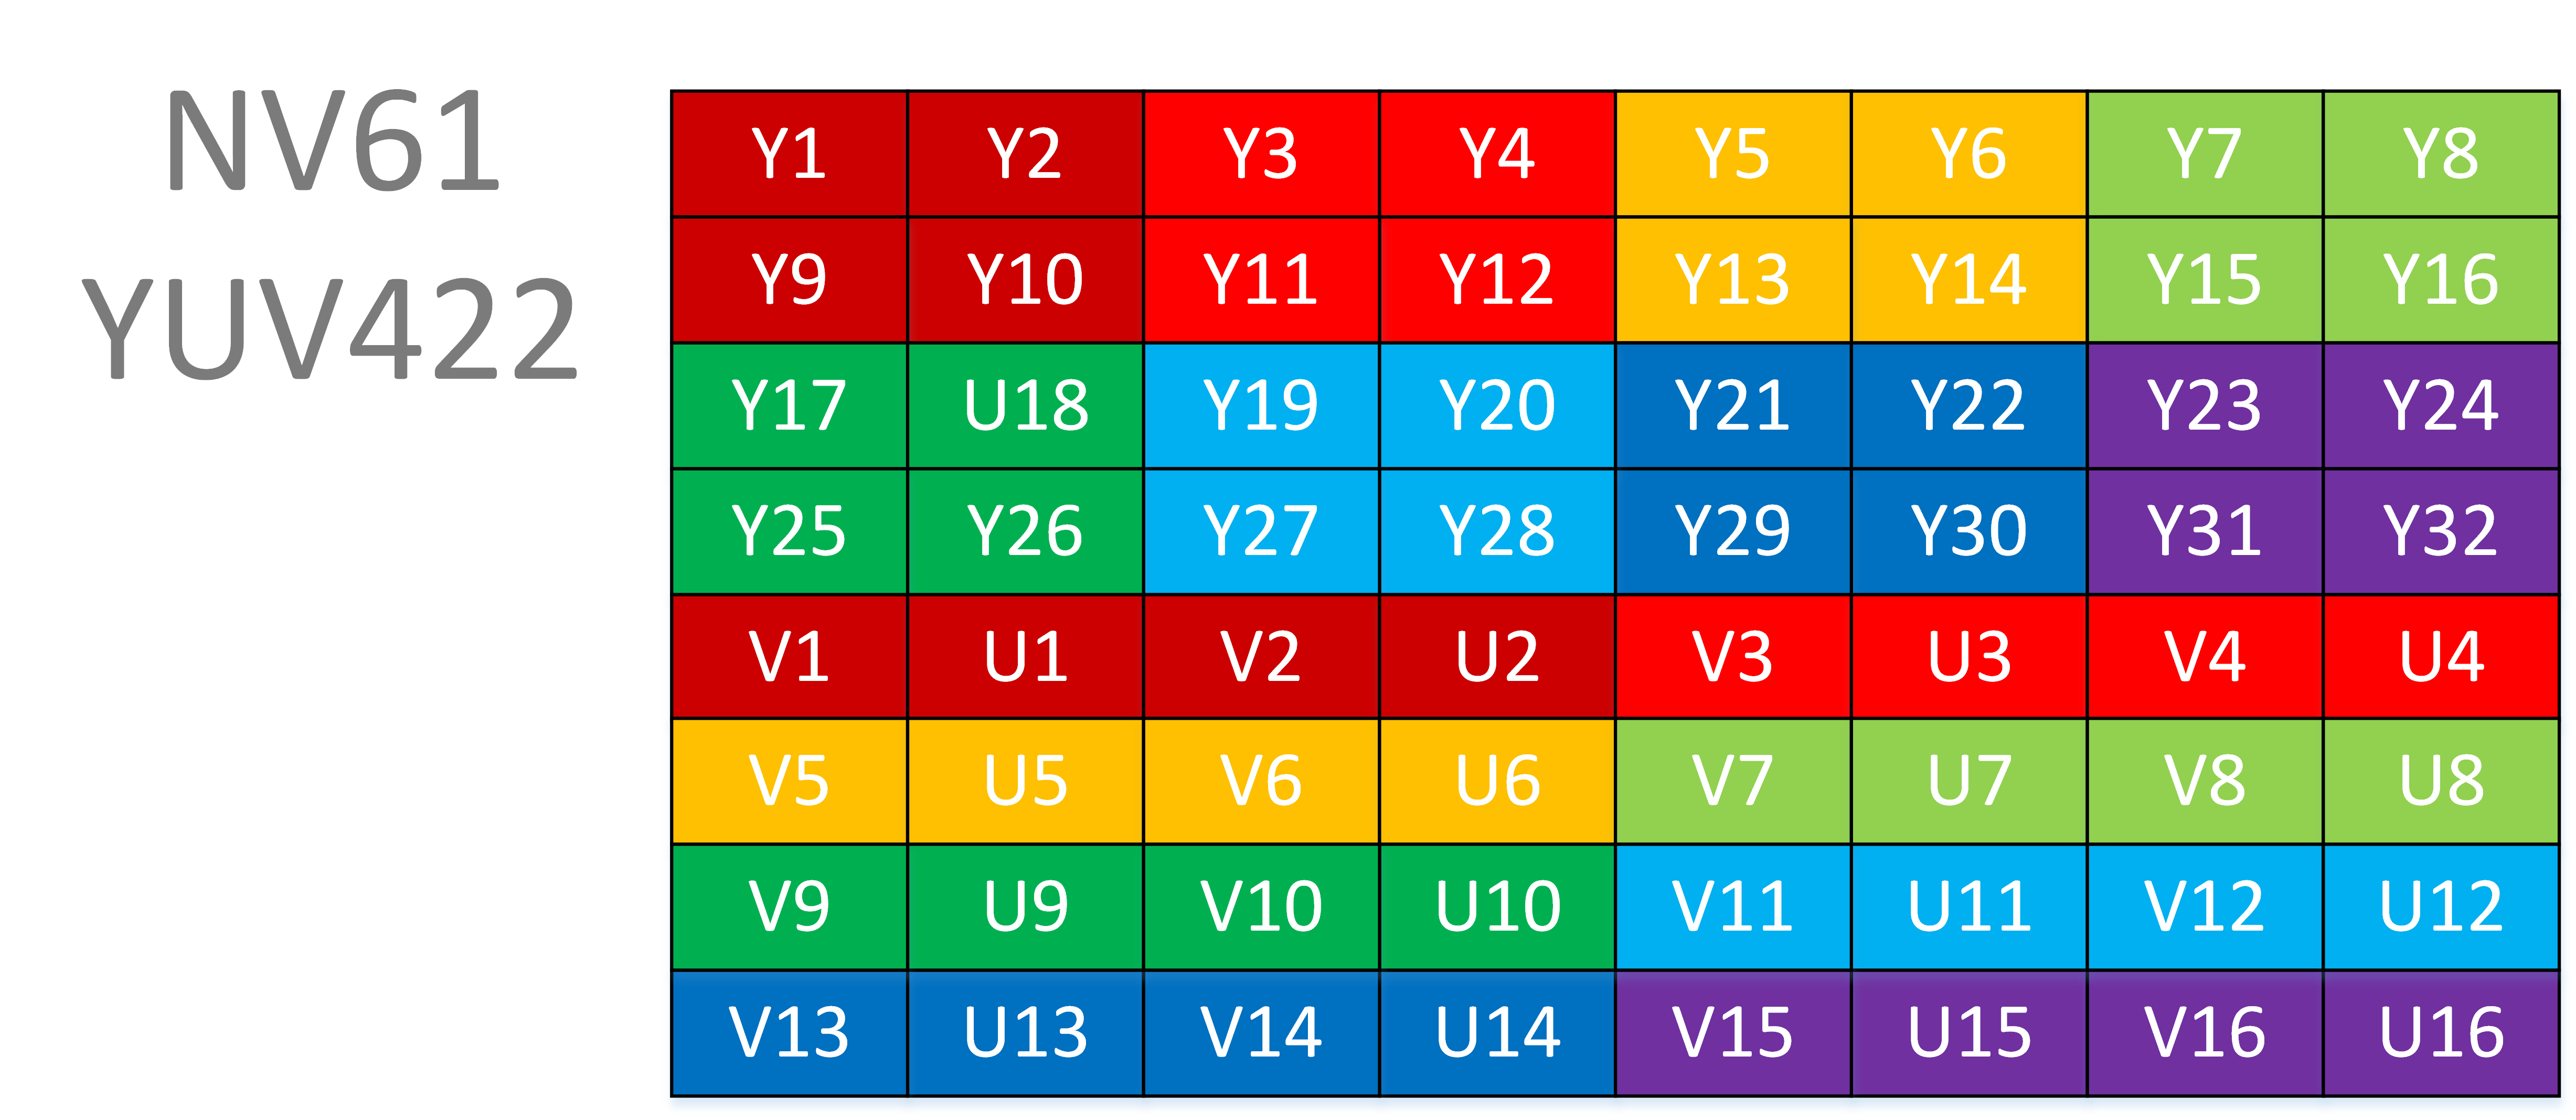 NV61
YUV422
Y1 Y2 Y3 Y4 Y5 Y6 Y7 Y8
Y9 Y10 Y11 Y12 Y13 Y14 Y15 Y16
Y17 U18 Y19 Y20 Y21 Y22 Y23 Y24
Y25 Y26 Y27 Y28 Y29 Y30 Y31 Y32
V1 U1 V2 U2 V3 U3 V4 U4
V5 U5 V6 U6 V7 U7 V8 U8
V9 U9 V10 U10 V11 U11 V12 U12
V13 U13 V14 U14 V15 U15 V16 U16